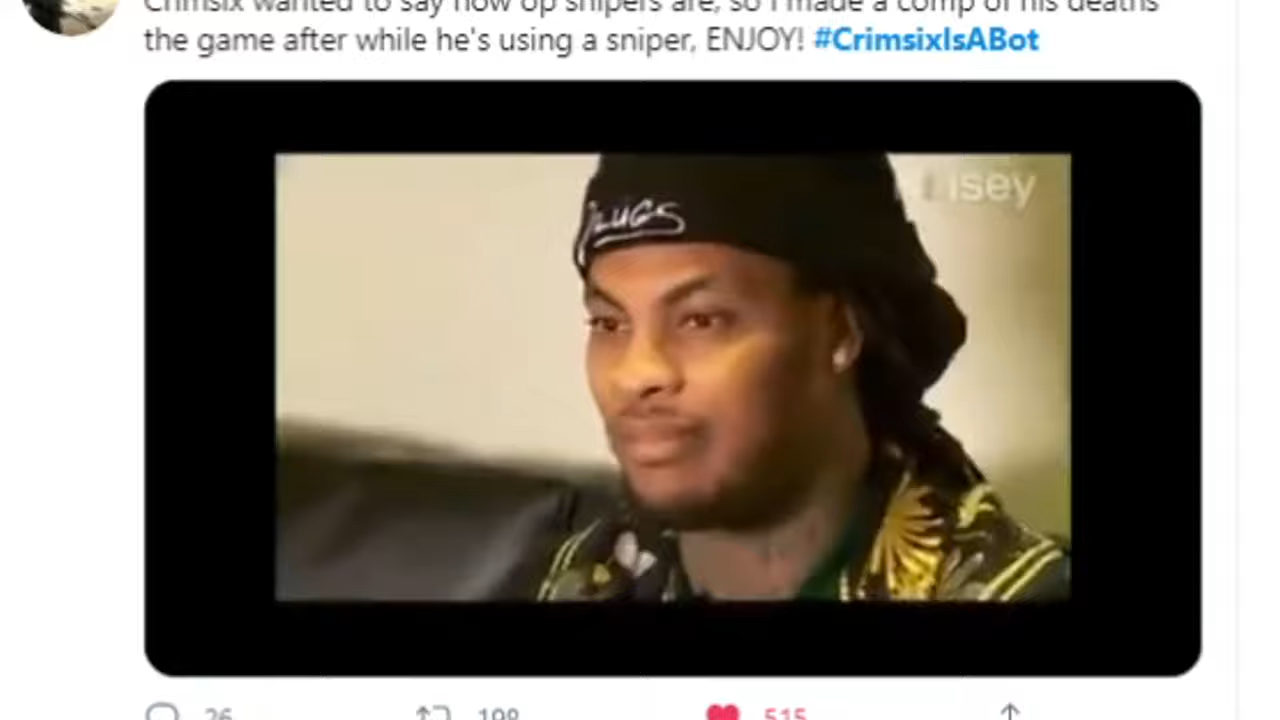 Crimsix wanted to say how op snipers are, so I made a comp of his deaths
the game after while he's using a sniper, ENJOY! #CrimsixIsABot
isey
26
198
515